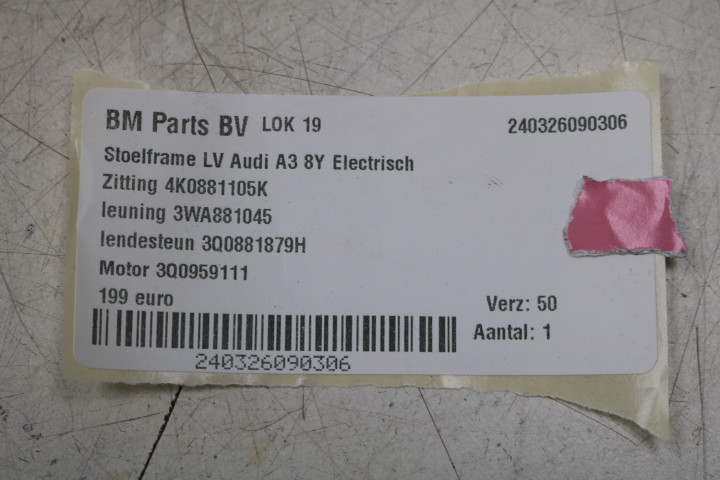 BM Parts BV LOK 19 240326090306
Stoelframe LV Audi A3 8Y Electrisch
Zitting 4K0881105K
leuning 3WA881045
lendesteun 3Q0881879H
Motor 3Q0959111
199 euro
Verz: 50
Aantal: 1
240326090306